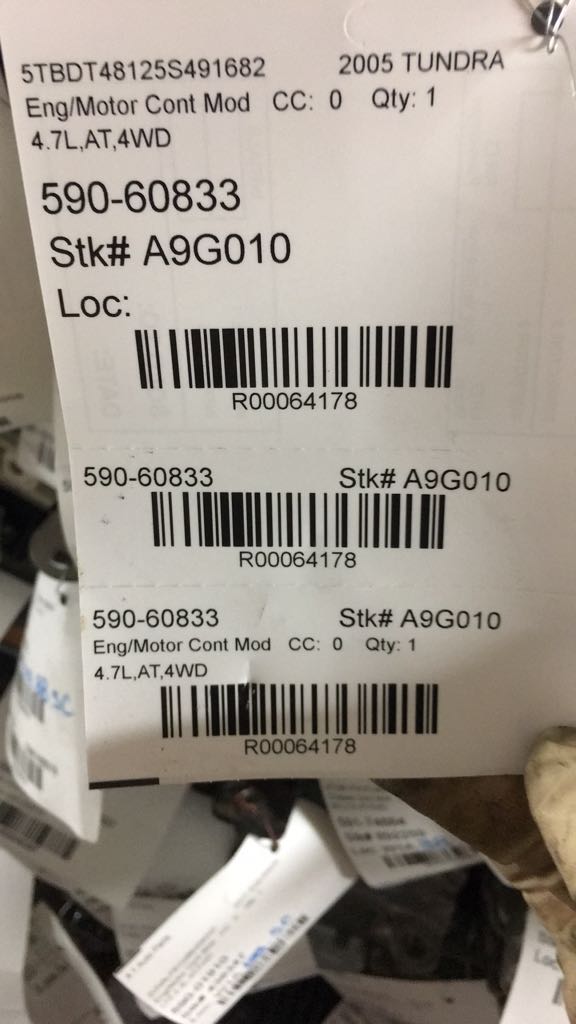 5TBDT48125S491682 2005 TUNDRA
Eng/Motor Cont Mod CC: 0 Qty: 1
4.7L,AT,4WD
590-60833
Stk# A9G010
Loc:
R00064178
590-60833 Stk# A9G010
R00064178
590-60833 Stk# A9G010
Eng/Motor Cont Mod CC: 0 Qty: 1
4.7L,AT,4WD
R00064178